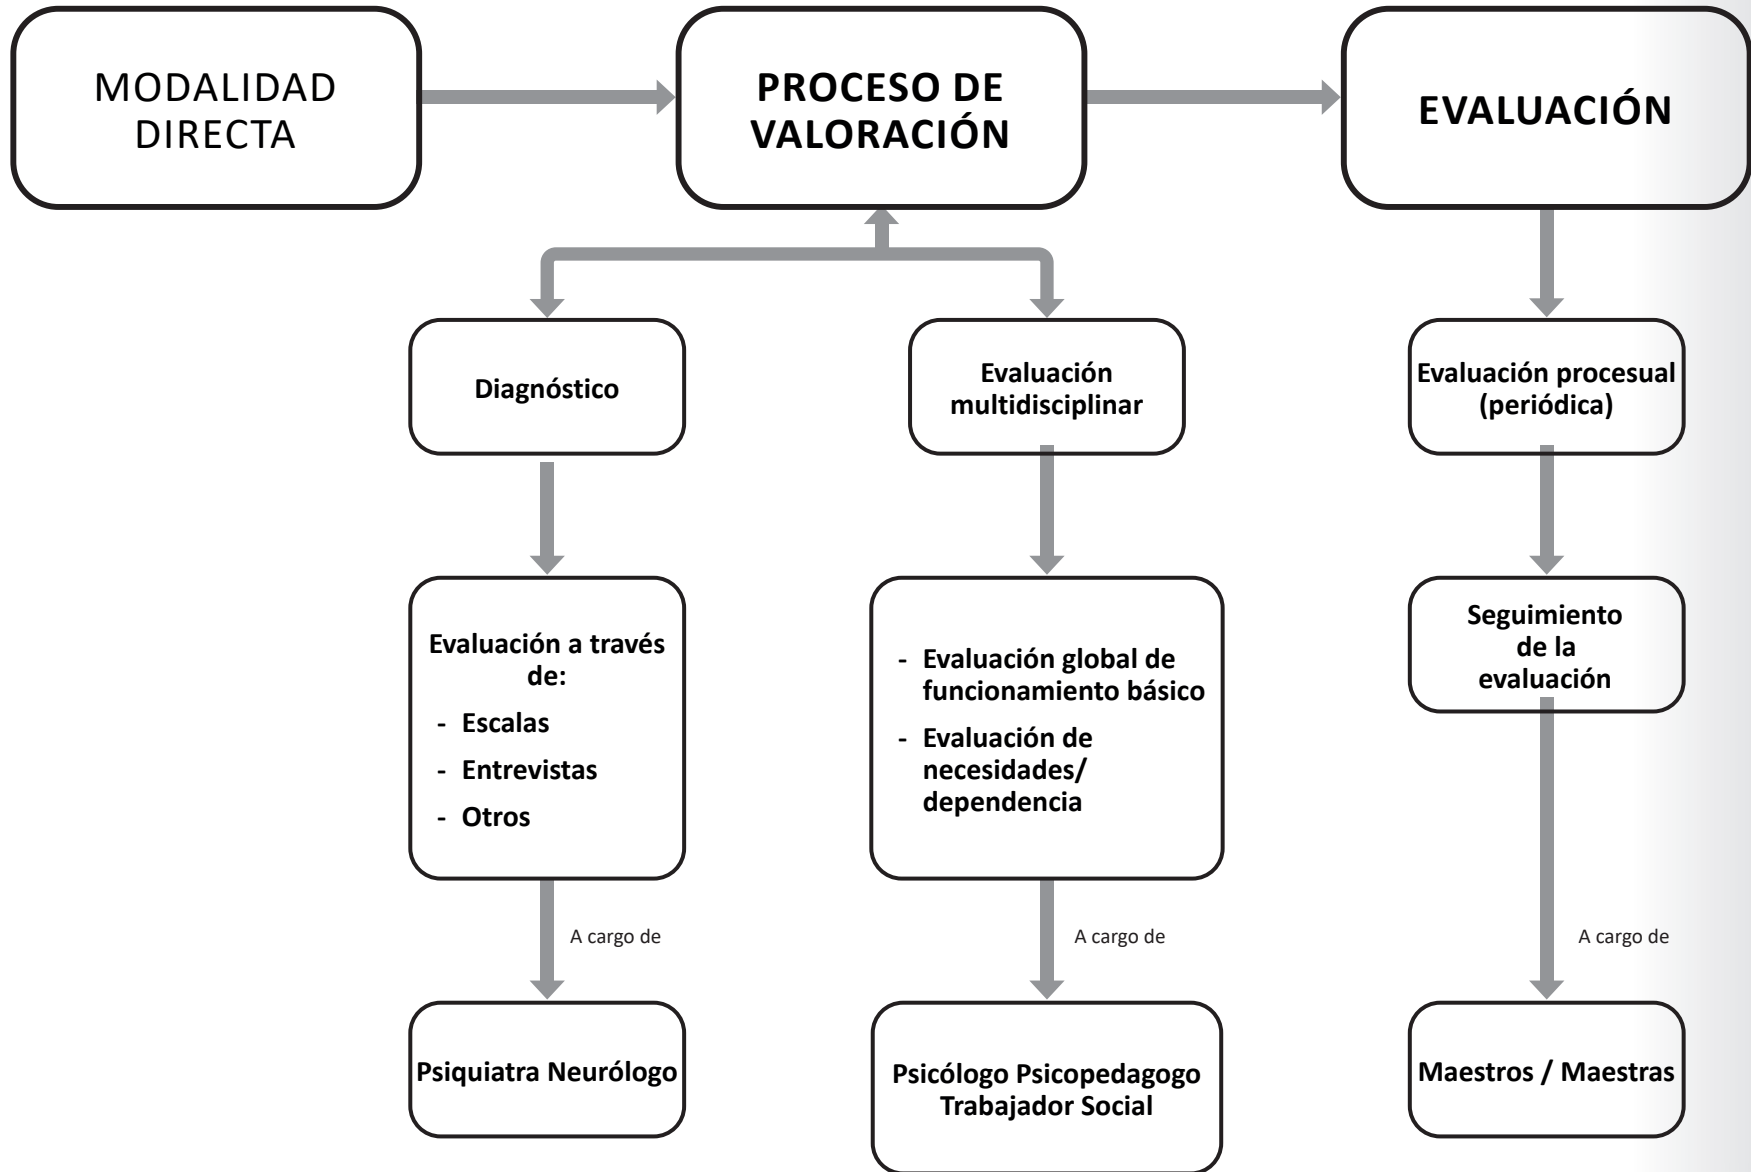 MODALIDAD
DIRECTA
PROCESO DE
VALORACIÓN
EVALUACIÓN
Diagnóstico
Evaluación
multidisciplinar
Evaluación procesual
(periódica)
Evaluación a través
de:
- Escalas
- Entrevistas
- Otros
- Evaluación global de
funcionamiento básico
- Evaluación de
necesidades/
dependencia
Seguimiento
de la
evaluación
A cargo de
A cargo de
A cargo de
Psiquiatra Neurólogo
Psicólogo Psicopedagogo
Trabajador Social
Maestros / Maestras